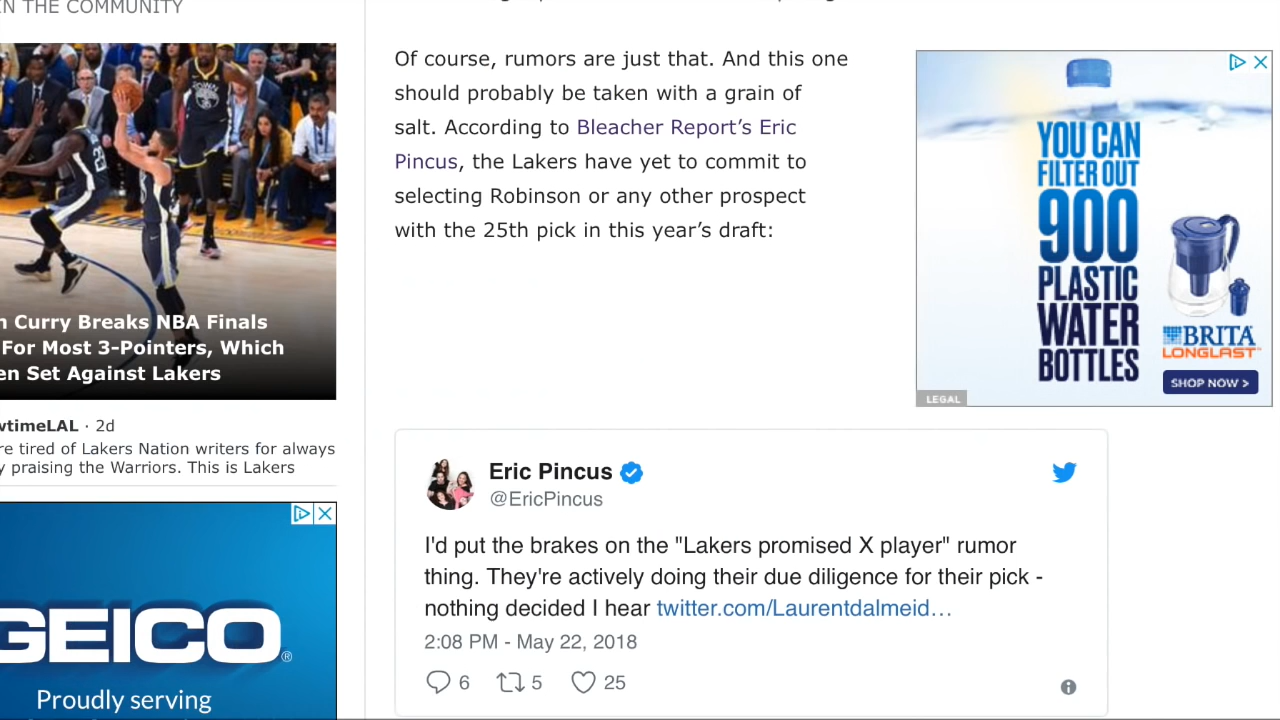 IN THE COMMUNITY
Curry Breaks NBA Finals
For Most 3-Pointers, Which
Set Against Lakers
· 2d
tired of Lakers Nation writers for always
praising the Warriors. This is Lakers
GEICO®
Proudly serving
Of course, rumors are just that. And this one
should probably be taken with a grain of
salt. According to Bleacher Report’s Eric
Pincus, the Lakers have yet to commit to
selecting Robinson or any other prospect
with the 25th pick in this year’s draft:
YOU CAN
FILTER OUT
900
PLASTIC
WATER
BOTTLES
BRITA
LONGLAST™
SHOP NOW >
LEGAL
Eric Pincus
@EricPincus
I'd put the brakes on the "Lakers promised X player" rumor
thing. They're actively doing their due diligence for their pick -
nothing decided I hear twitter.com/Laurentdalmeid…
2:08 PM - May 22, 2018
6 5 25